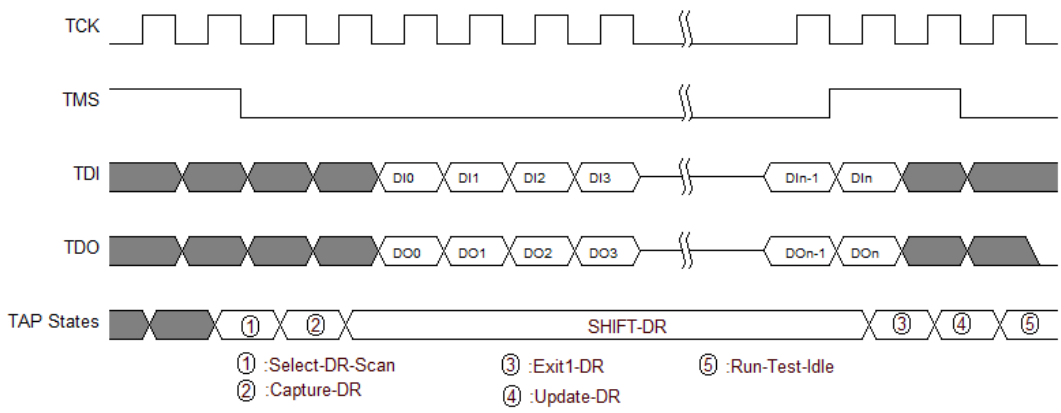 TCK
TMS
TDI DI0 DI1 DI2 DI3 DIn-1 DIn
TDO DO0 DO1 DO2 DO3 DOn-1 DOn
TAP States ① ② SHIFT-DR ③ ④ ⑤
① :Select-DR-Scan ③ :Exit1-DR ⑤ :Run-Test-Idle
② :Capture-DR ④ :Update-DR